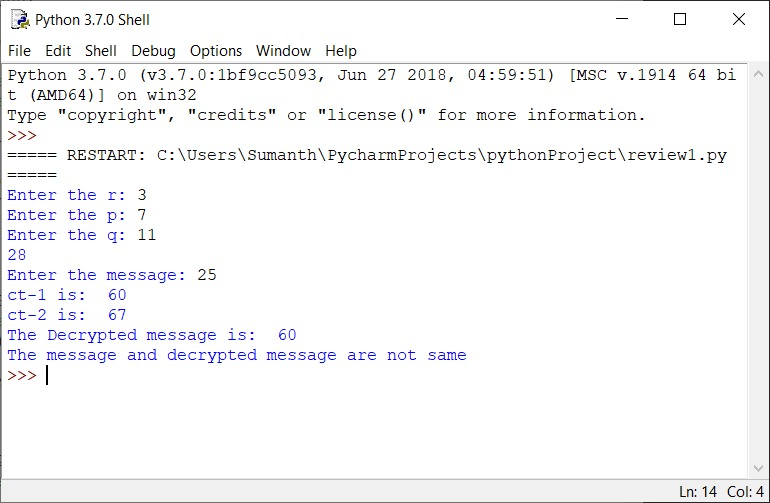 Python 3.7.0 Shell
File Edit Shell Debug Options Window Help
Python 3.7.0 (v3.7.0:1bf9cc5093, Jun 27 2018, 04:59:51) [MSC v.1914 64 bi
t (AMD64)] on win32
Type "copyright", "credits" or "license()" for more information.
>>>
===== RESTART: C:\Users\Sumanth\PycharmProjects\pythonProject\review1.py
=====
Enter the r: 3
Enter the p: 7
Enter the q: 11
28
Enter the message: 25
ct-1 is:  60
ct-2 is:  67
The Decrypted message is:  60
The message and decrypted message are not same
>>>
Ln: 14 Col: 4